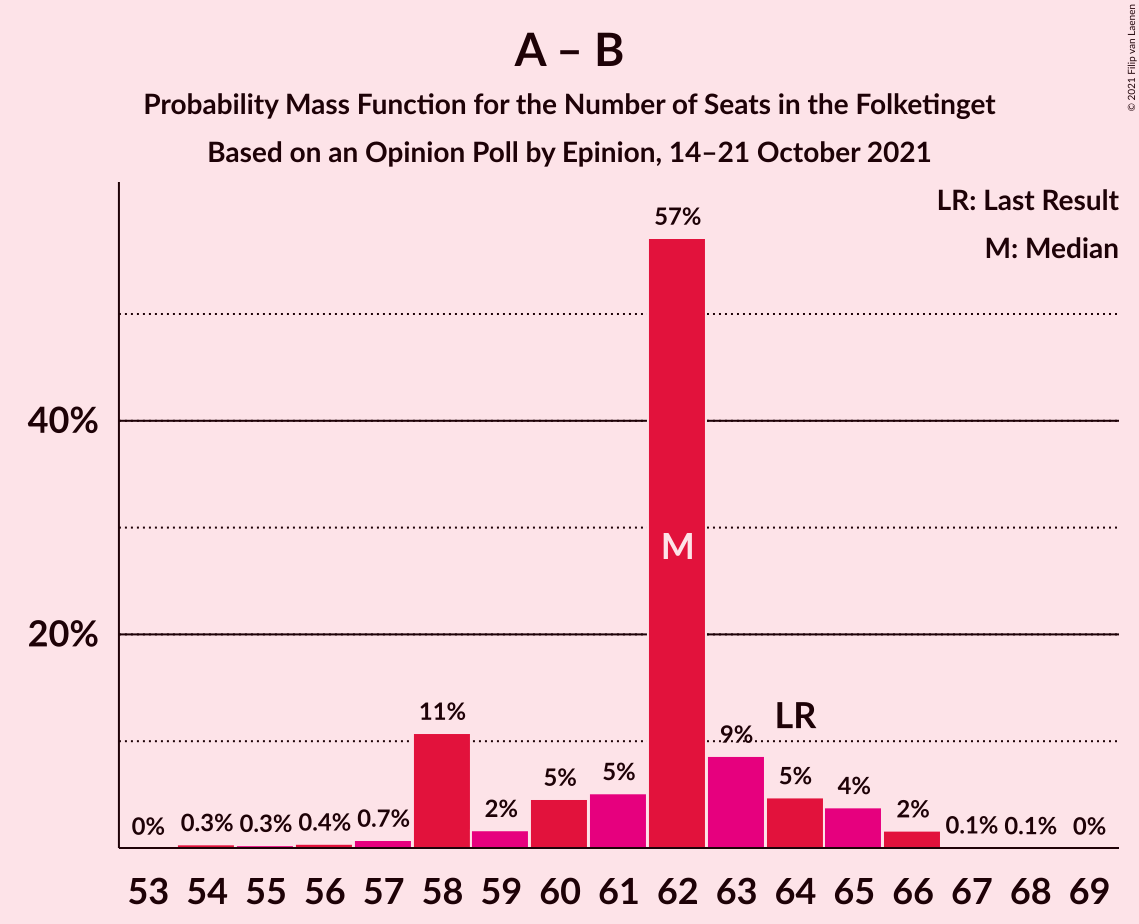 A – B
Probability Mass Function for the Number of Seats in the Folketinget
Based on an Opinion Poll by Epinion, 14–21 October 2021
© 2021 Filip van Laenen
LR: Last Result
M: Median
57%
40%
M
20%
LR
11%
9%
5%
5%
5%
4%
2%
2%
0%
0.3%
0.3%
0.4%
0.7%
0.1%
0.1%
0%
53 54 55 56 57 58 59 60 61 62 63 64 65 66 67 68 69